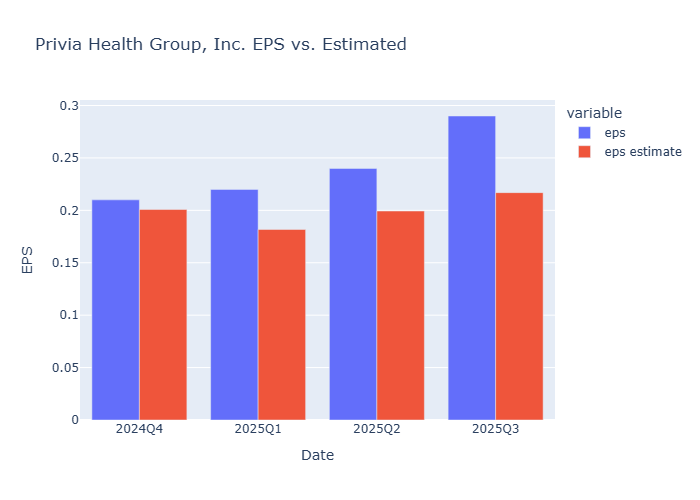 Privia Health Group, Inc. EPS vs. Estimated
variable
eps
eps estimate
EPS
0.3
0.25
0.2
0.15
0.1
0.05
0
2024Q4
2025Q1
2025Q2
2025Q3
Date